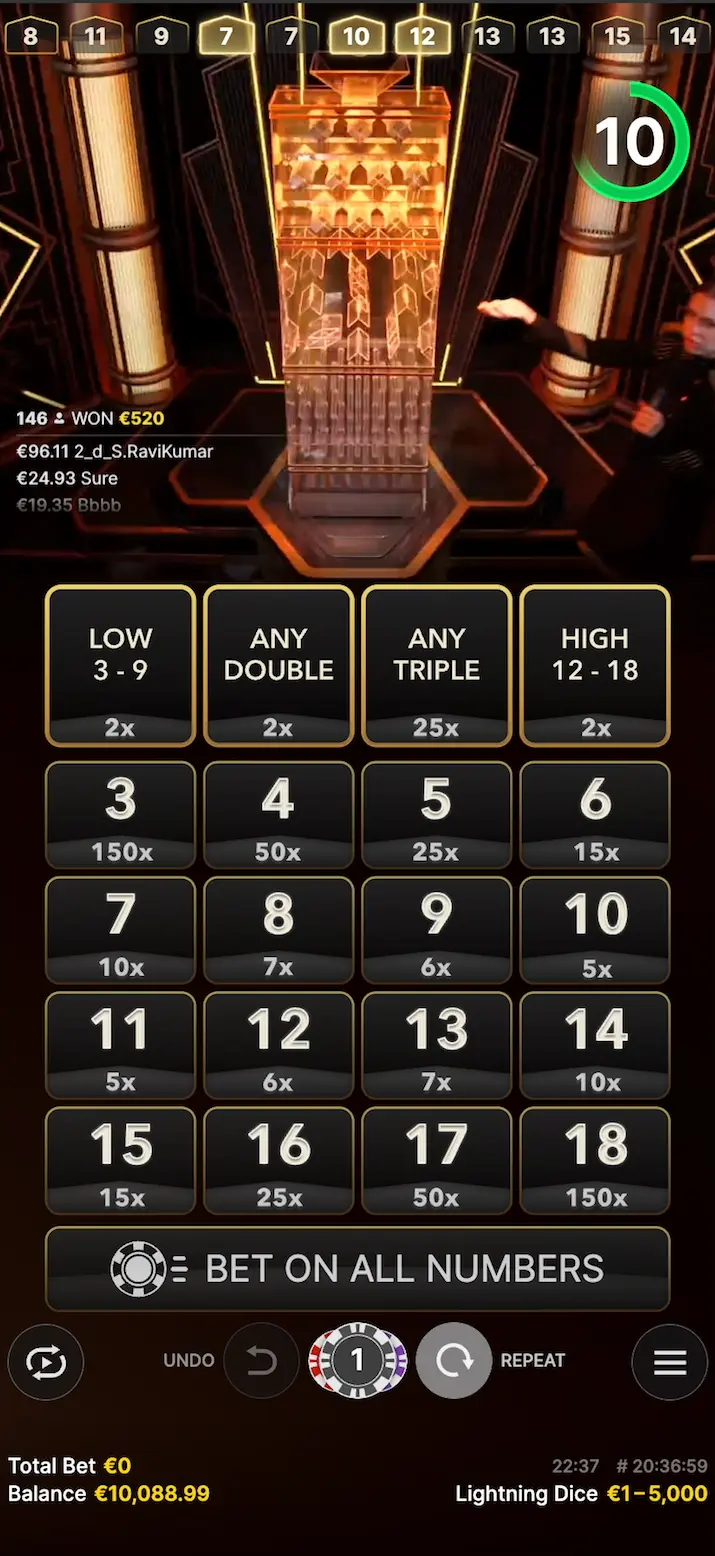 8 11 9 7 7 10 12 13 13 15 14
10
146 WON €520
€96.11 2_d_S.RaviKumar
€24.93 Sure
€19.35 Bbbb
LOW
3 - 9
2x
ANY
DOUBLE
2x
ANY
TRIPLE
25x
HIGH
12 - 18
2x
3
150x
4
50x
5
25x
6
15x
7
10x
8
7x
9
6x
10
5x
11
5x
12
6x
13
7x
14
10x
15
15x
16
25x
17
50x
18
150x
BET ON ALL NUMBERS
UNDO
1
REPEAT
Total Bet €0
22:37 # 20:36:59
Balance €10,088.99
Lightning Dice €1–5,000